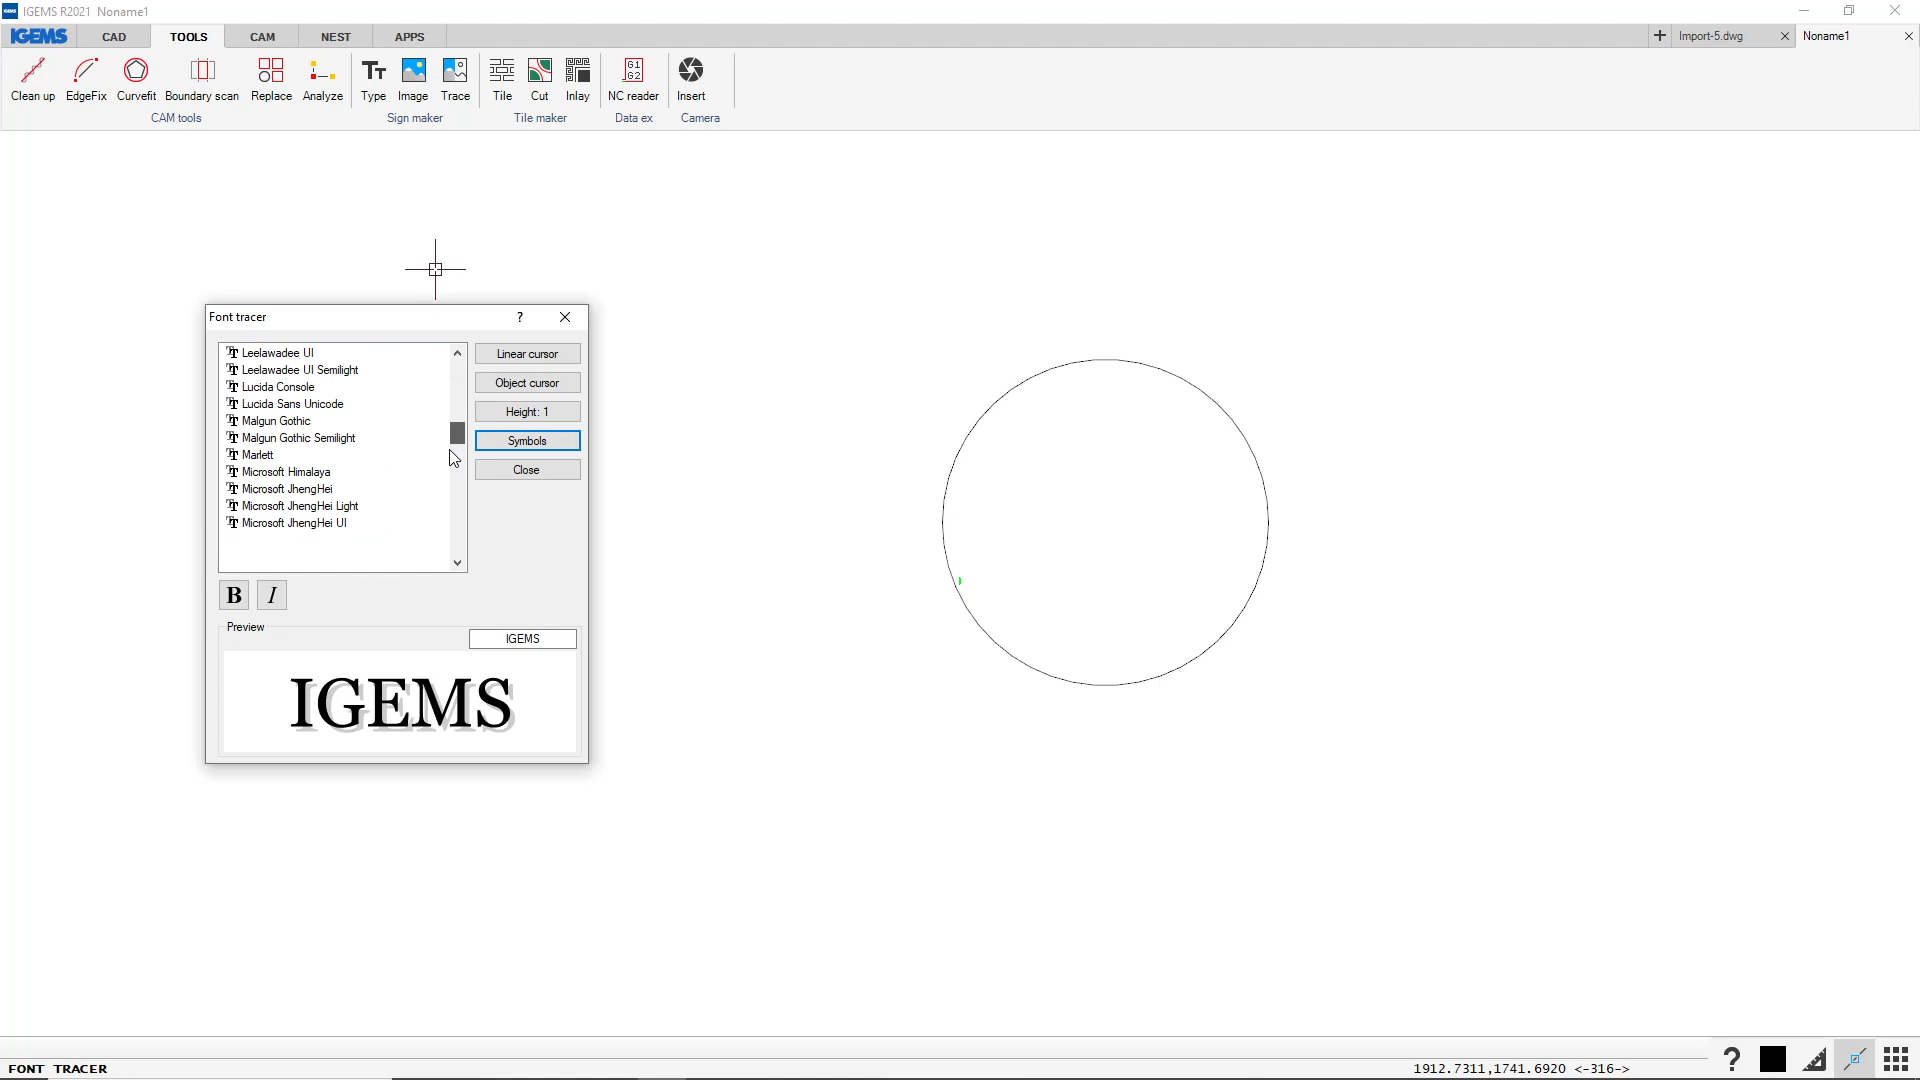 IGEMS R2021 Noname1
IGEMS CAD TOOLS CAM NEST APPS Import-5.dwg Noname1
Clean up EdgeFix Curvefit Boundary scan Replace Analyze Type Image Trace Tile Cut Inlay NC reader Insert
CAM tools Sign maker Tile maker Data ex Camera
Font tracer
Leelawadee UI
Leelawadee UI Semilight
Lucida Console
Lucida Sans Unicode
Malgun Gothic
Malgun Gothic Semilight
Marlett
Microsoft Himalaya
Microsoft JhengHei
Microsoft JhengHei Light
Microsoft JhengHei UI
Linear cursor
Object cursor
Height: 1
Symbols
Close
B I
Preview
IGEMS
IGEMS
FONT TRACER
1912.7311,1741.6920 <-316->